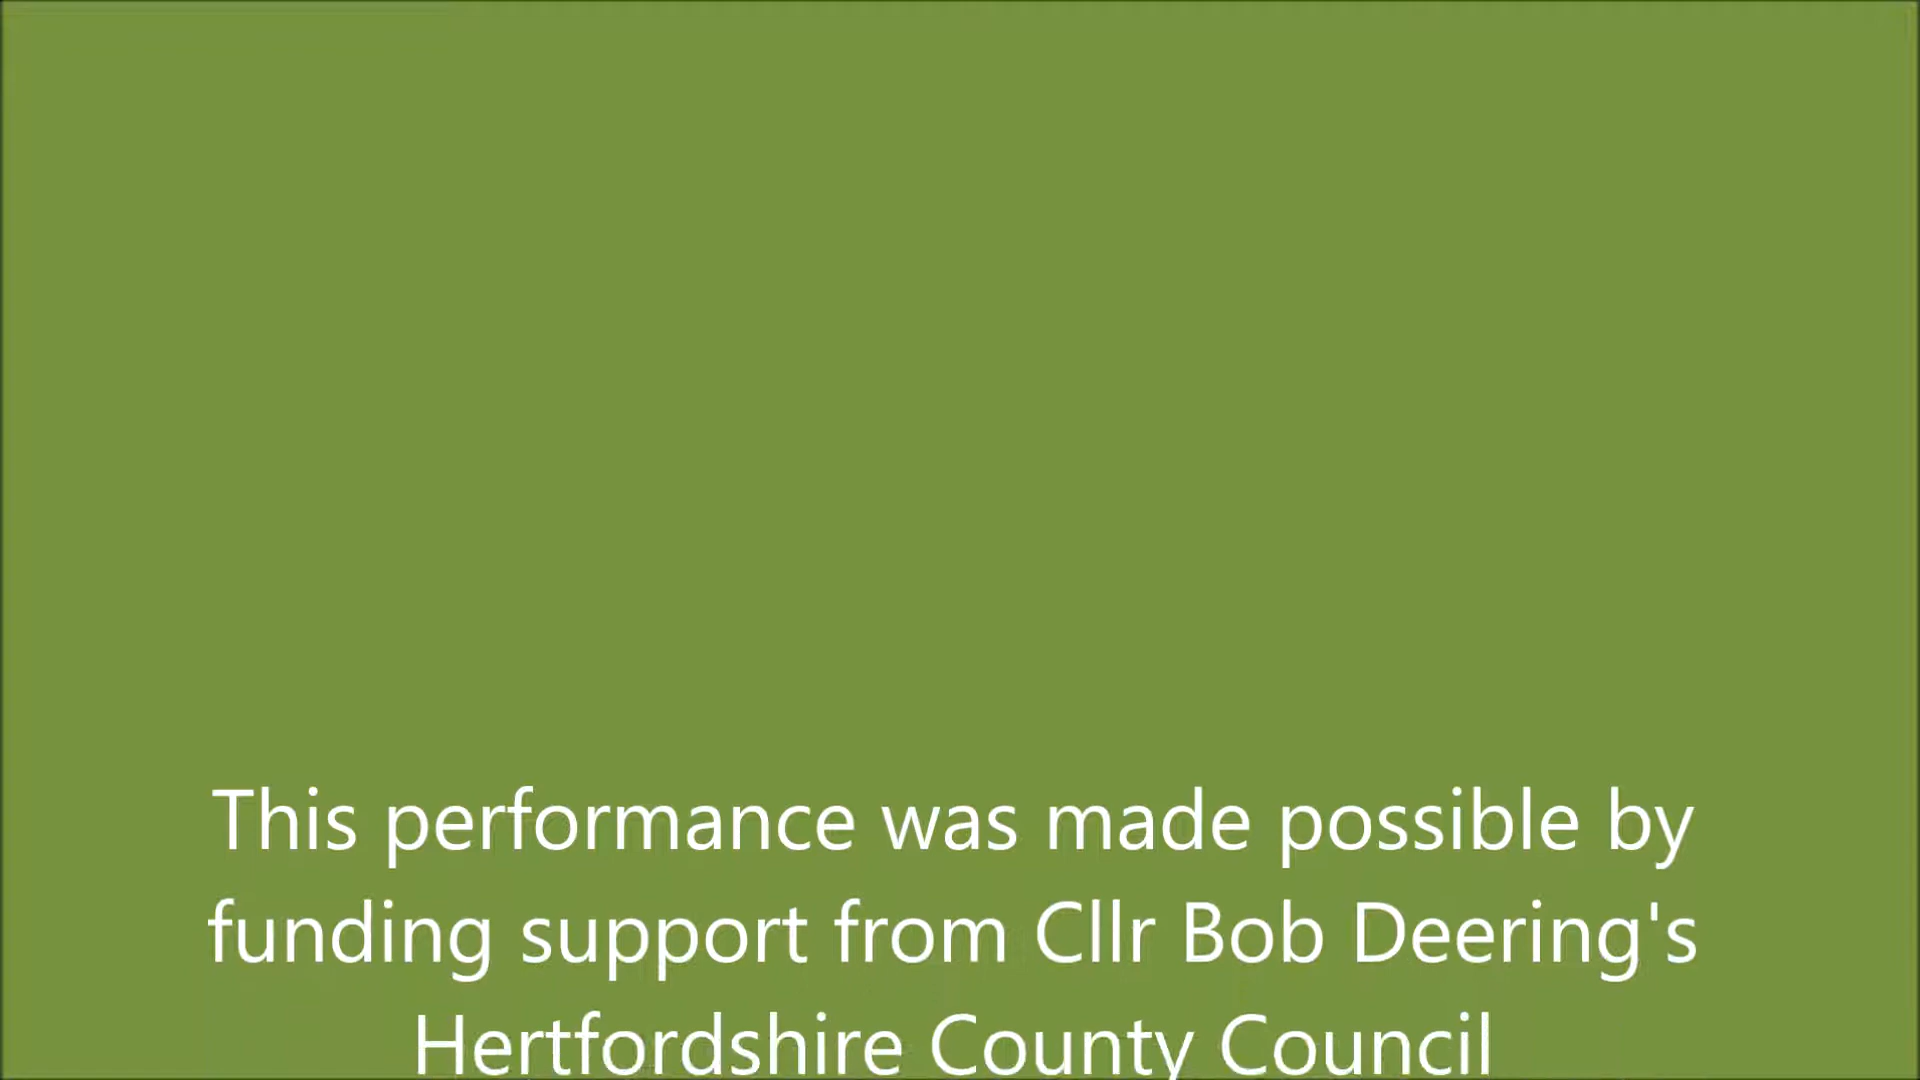 This performance was made possible by
funding support from Cllr Bob Deering's
Hertfordshire County Council